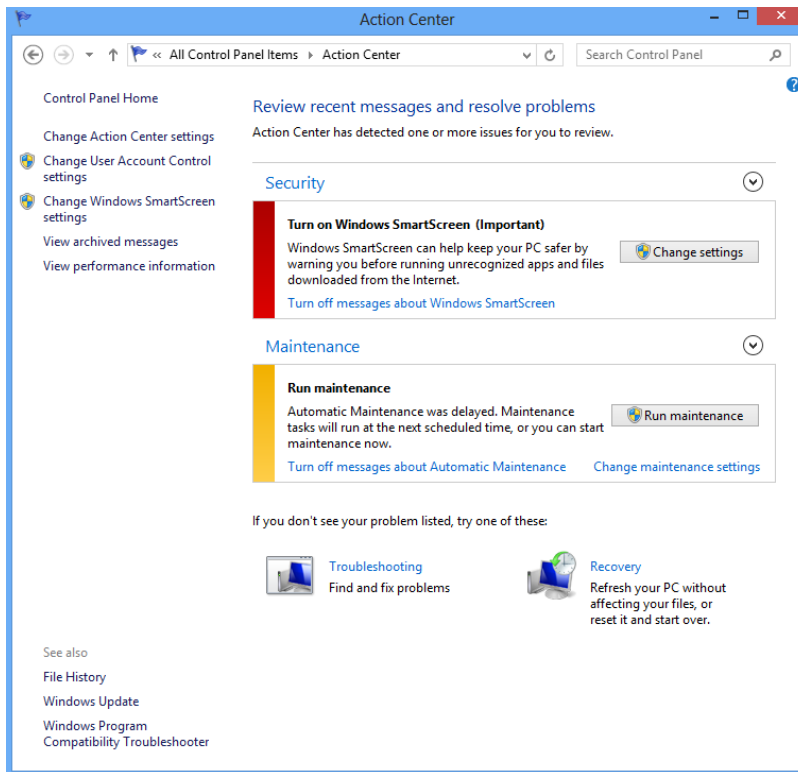 Action Center
« All Control Panel Items ▸ Action Center
Search Control Panel
Control Panel Home
Change Action Center settings
Change User Account Control
settings
Change Windows SmartScreen
settings
View archived messages
View performance information
Review recent messages and resolve problems
Action Center has detected one or more issues for you to review.
Security
Turn on Windows SmartScreen (Important)
Windows SmartScreen can help keep your PC safer by
warning you before running unrecognized apps and files
downloaded from the Internet.
Change settings
Turn off messages about Windows SmartScreen
Maintenance
Run maintenance
Automatic Maintenance was delayed. Maintenance
tasks will run at the next scheduled time, or you can start
maintenance now.
Run maintenance
Turn off messages about Automatic Maintenance
Change maintenance settings
If you don't see your problem listed, try one of these:
Troubleshooting
Find and fix problems
Recovery
Refresh your PC without
affecting your files, or
reset it and start over.
See also
File History
Windows Update
Windows Program
Compatibility Troubleshooter